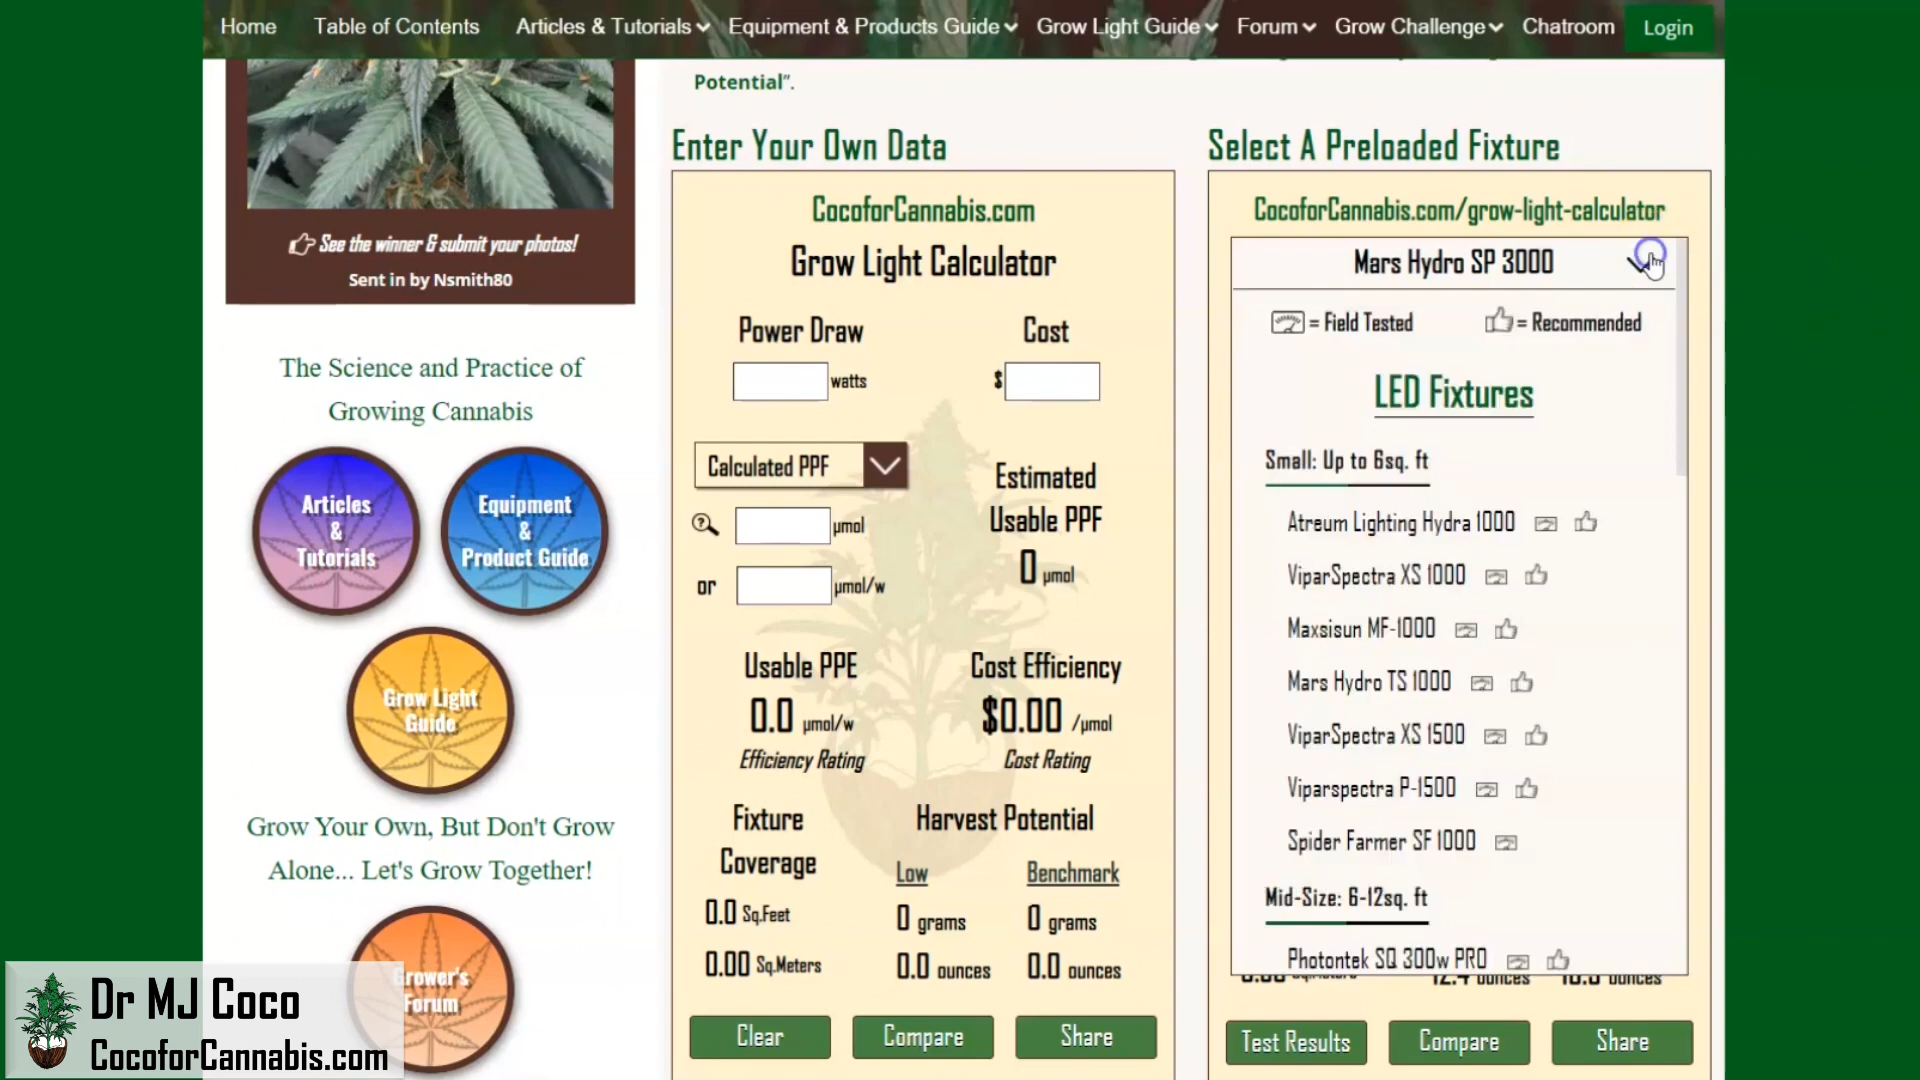 Home
Table of Contents
Articles & Tutorials
Equipment & Products Guide
Grow Light Guide
Forum
Grow Challenge
Chatroom
Login
Potential".
See the winner & submit your photos!
Sent in by Nsmith80
The Science and Practice of
Growing Cannabis
Articles
&
Tutorials
Equipment
&
Product Guide
Grow Light
Guide
Grow Your Own, But Don't Grow
Alone... Let's Grow Together!
Grower's
Forum
Dr MJ Coco
CocoforCannabis.com
Enter Your Own Data
CocoforCannabis.com
Grow Light Calculator
Power Draw
Cost
watts
$
Calculated PPF
Estimated
Usable PPF
µmol
0 µmol
or
µmol/w
Usable PPE
Cost Efficiency
0.0 µmol/w
$0.00 /µmol
Efficiency Rating
Cost Rating
Fixture
Coverage
Harvest Potential
Low
Benchmark
0.0 Sq.Feet
0 grams
0 grams
0.00 Sq.Meters
0.0 ounces
0.0 ounces
Clear
Compare
Share
Select A Preloaded Fixture
CocoforCannabis.com/grow-light-calculator
Mars Hydro SP 3000
= Field Tested
= Recommended
LED Fixtures
Small: Up to 6sq. ft
Atreum Lighting Hydra 1000
ViparSpectra XS 1000
Maxsisun MF-1000
Mars Hydro TS 1000
ViparSpectra XS 1500
Viparspectra P-1500
Spider Farmer SF 1000
Mid-Size: 6-12sq. ft
Photontek SQ 300w PRO
Sq.Meters
ounces
ounces
Test Results
Compare
Share